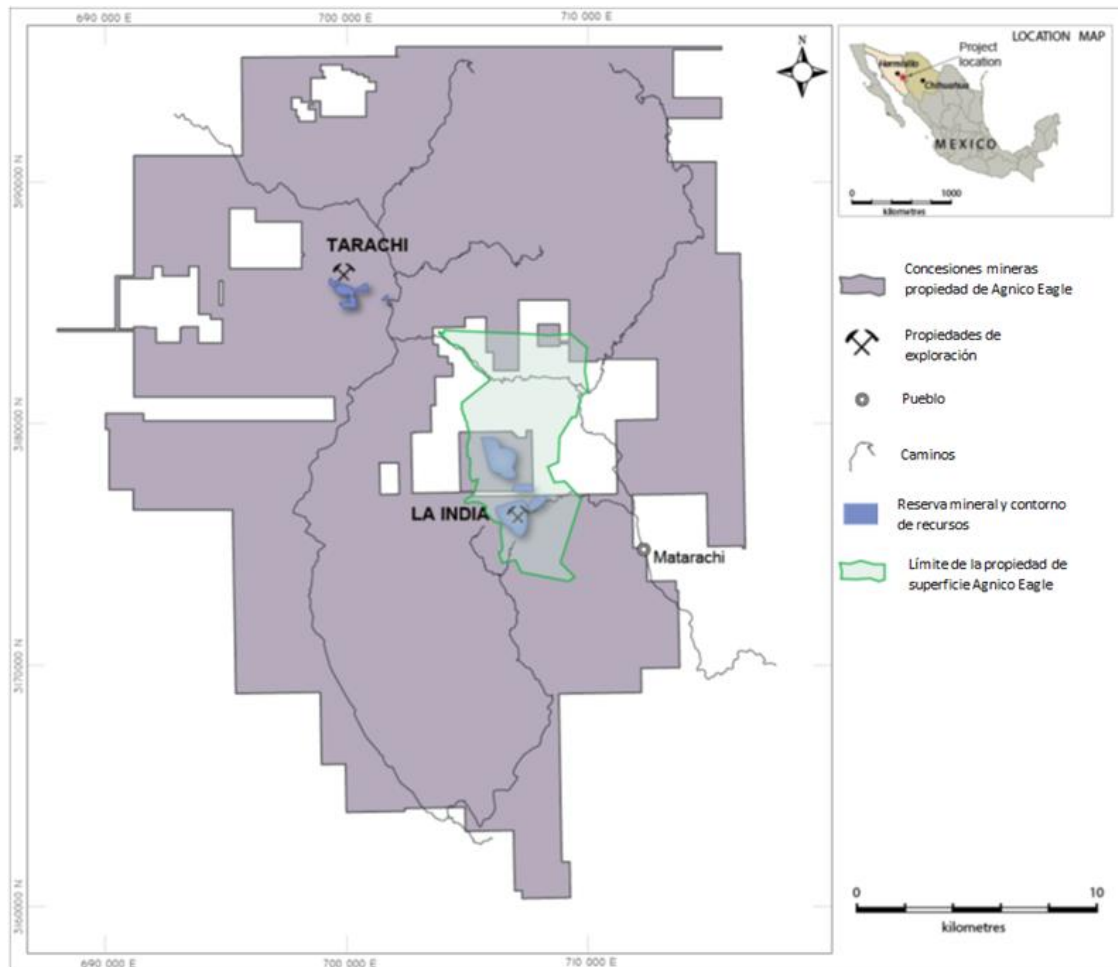 690 000 E
700 000 E
710 000 E
N
LOCATION MAP
Project
location
Hermosillo
Chihuahua
MEXICO
0
1000
kilometres
3190000 N
TARACHI
Concesiones mineras
propiedad de Agnico Eagle
Propiedades de
exploración
3180000 N
Pueblo
Caminos
LA INDIA
Reserva mineral y contorno
de recursos
Matarachi
Límite de la propiedad de
superficie Agnico Eagle
3170000 N
3160000 N
0
10
kilometres
690 000 E
700 000 E
710 000 E